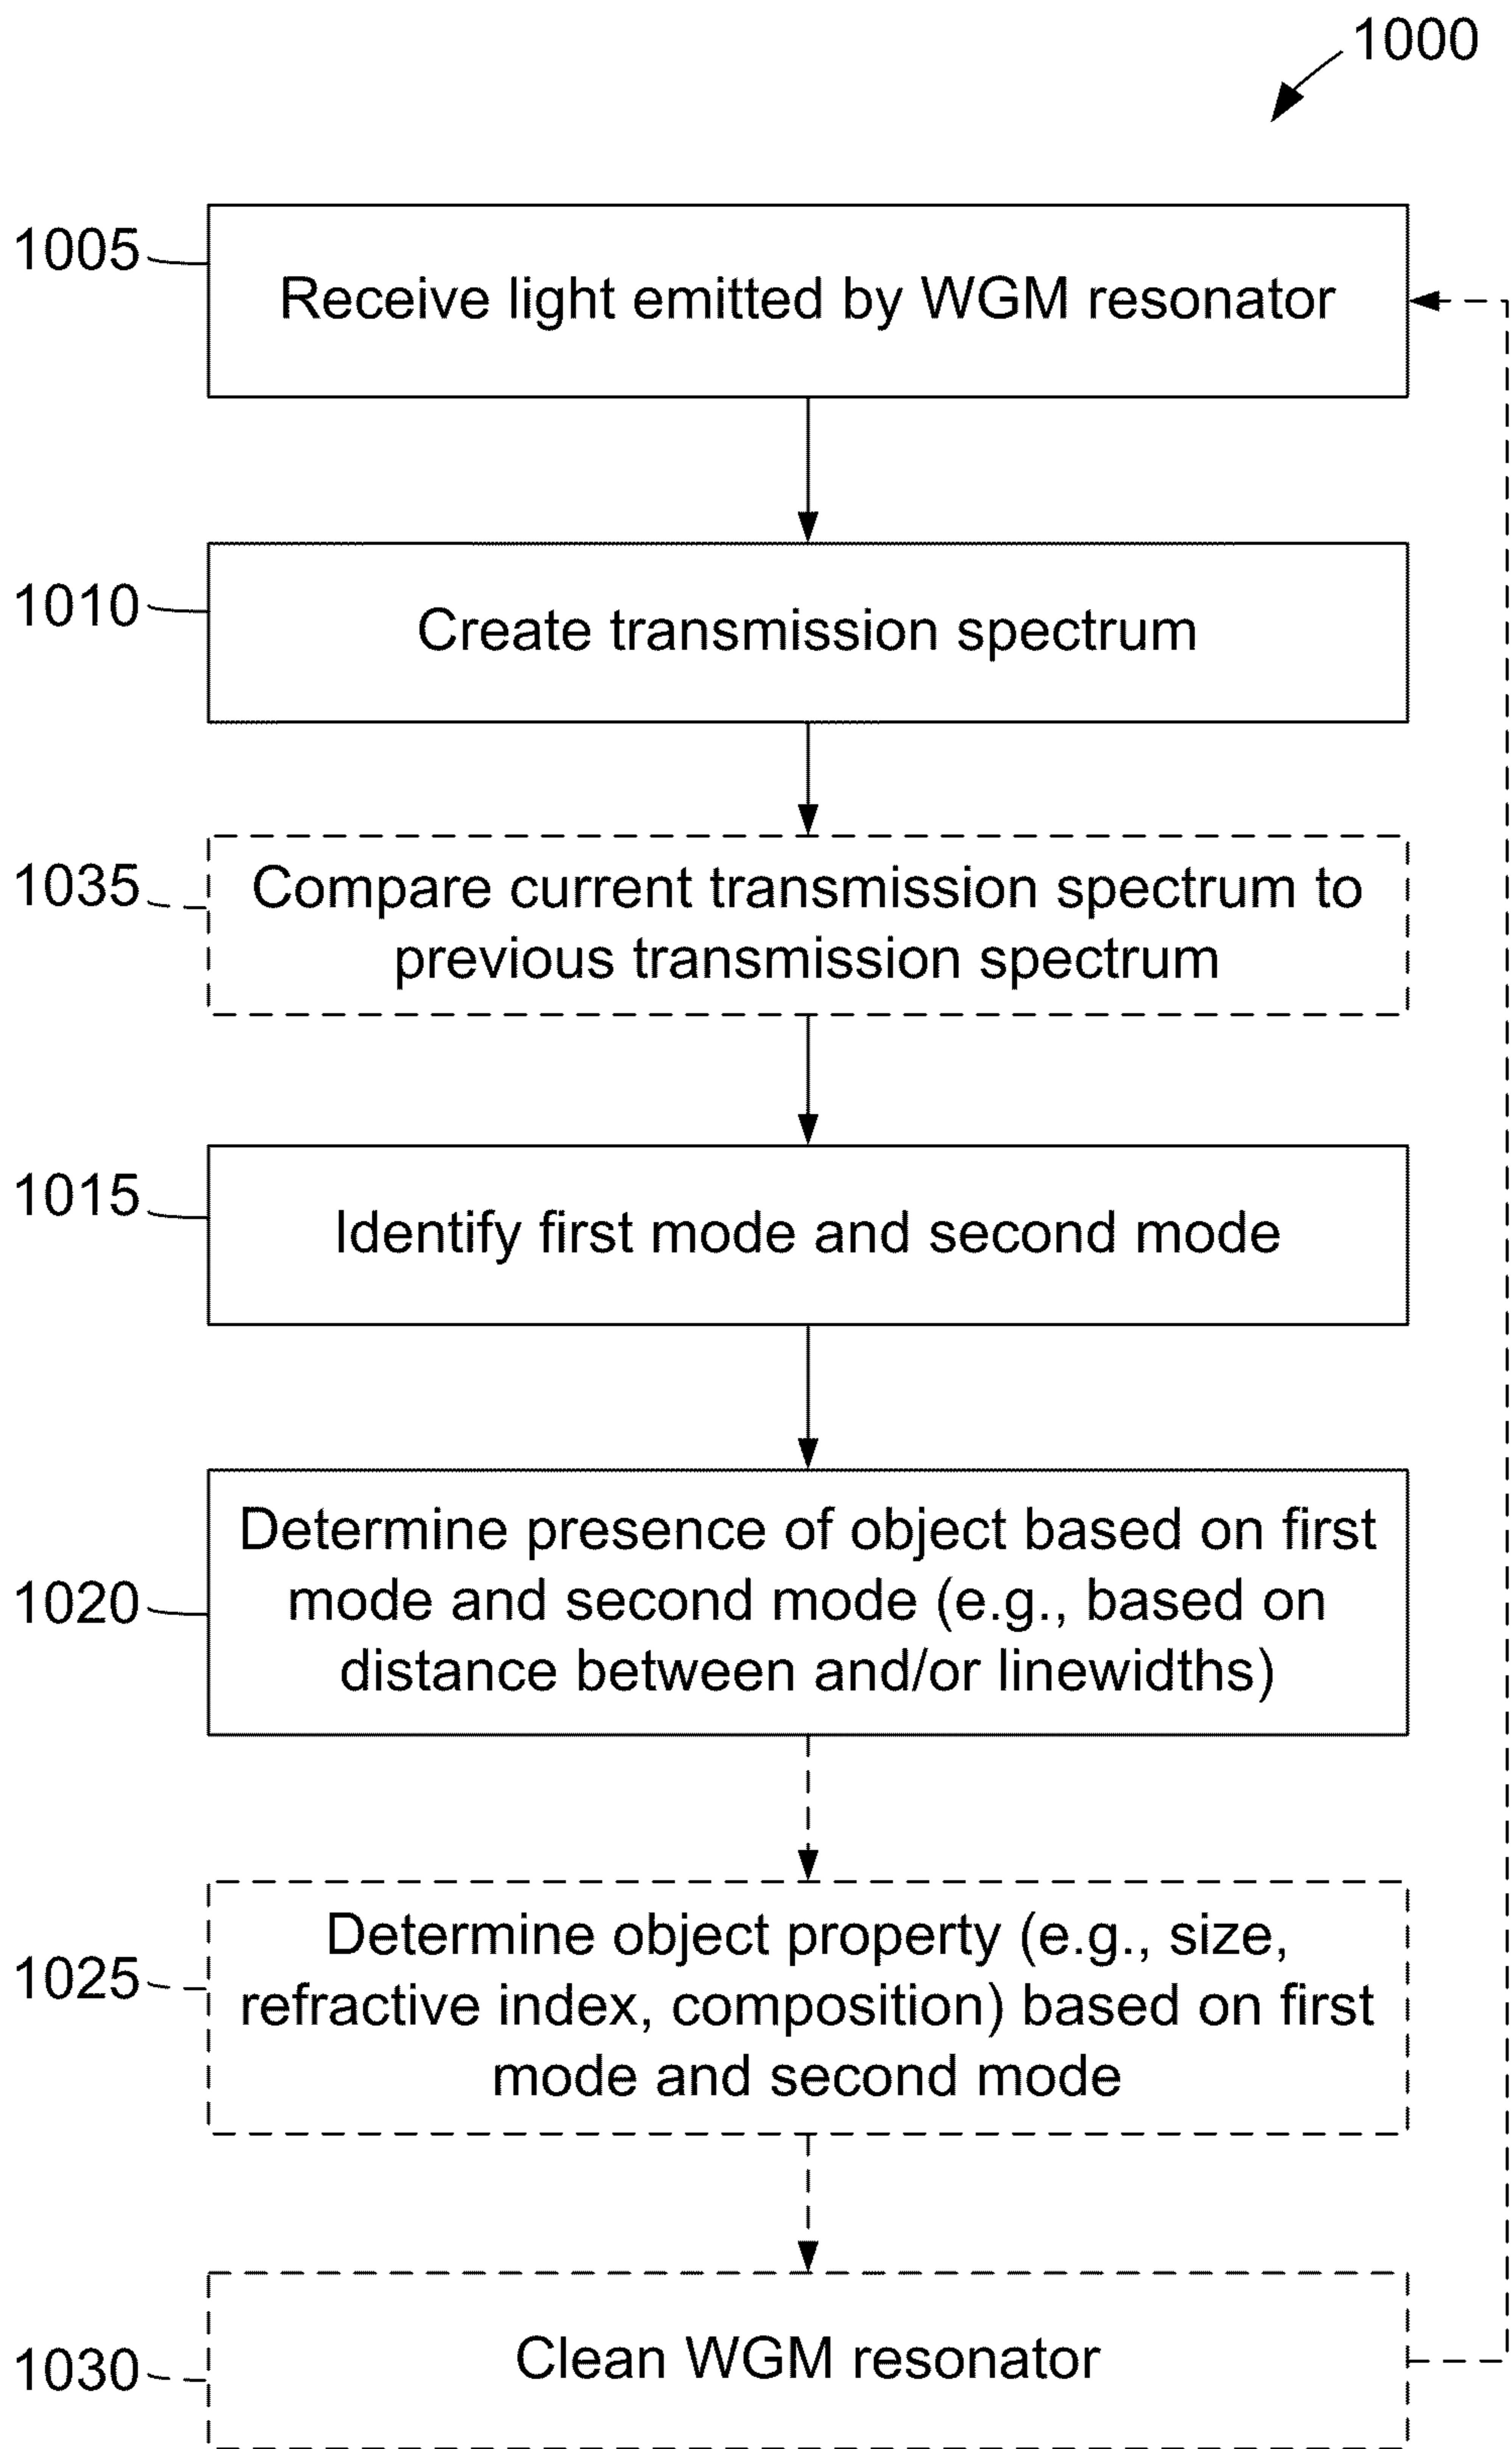 1000
1005
Receive light emitted by WGM resonator
1010
Create transmission spectrum
1035
Compare current transmission spectrum to
previous transmission spectrum
1015
Identify first mode and second mode
Determine presence of object based on first
1020
mode and second mode (e.g., based on
distance between and/or linewidths)
Determine object property (e.g., size,
1025
refractive index, composition) based on first
mode and second mode
1030
Clean WGM resonator